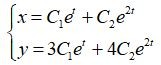 x = C₁eᵗ + C₂e²ᵗ
y = 3C₁eᵗ + 4C₂e²ᵗ